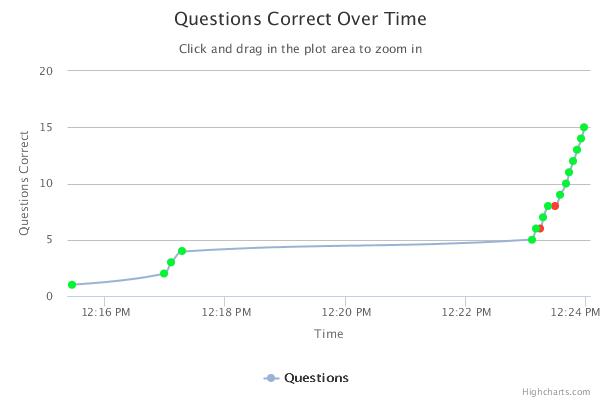 Questions Correct Over Time
Click and drag in the plot area to zoom in
Questions Correct
20
15
10
5
0
12:16 PM
12:18 PM
12:20 PM
12:22 PM
12:24 PM
Time
Questions
Highcharts.com